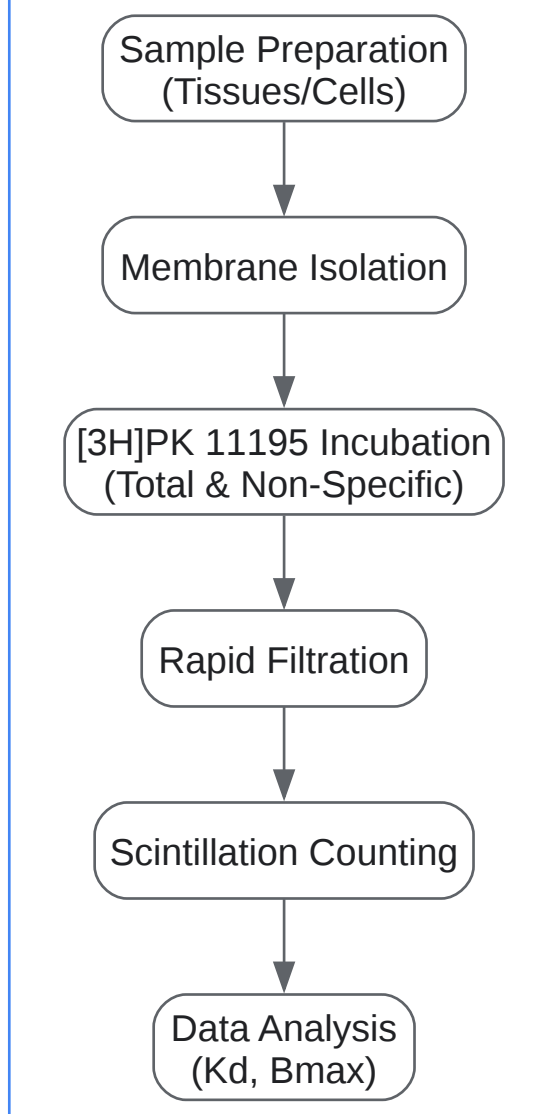 Sample Preparation
(Tissues/Cells)
Membrane Isolation
[3H]PK 11195 Incubation
(Total & Non-Specific)
Rapid Filtration
Scintillation Counting
Data Analysis
(Kd, Bmax)